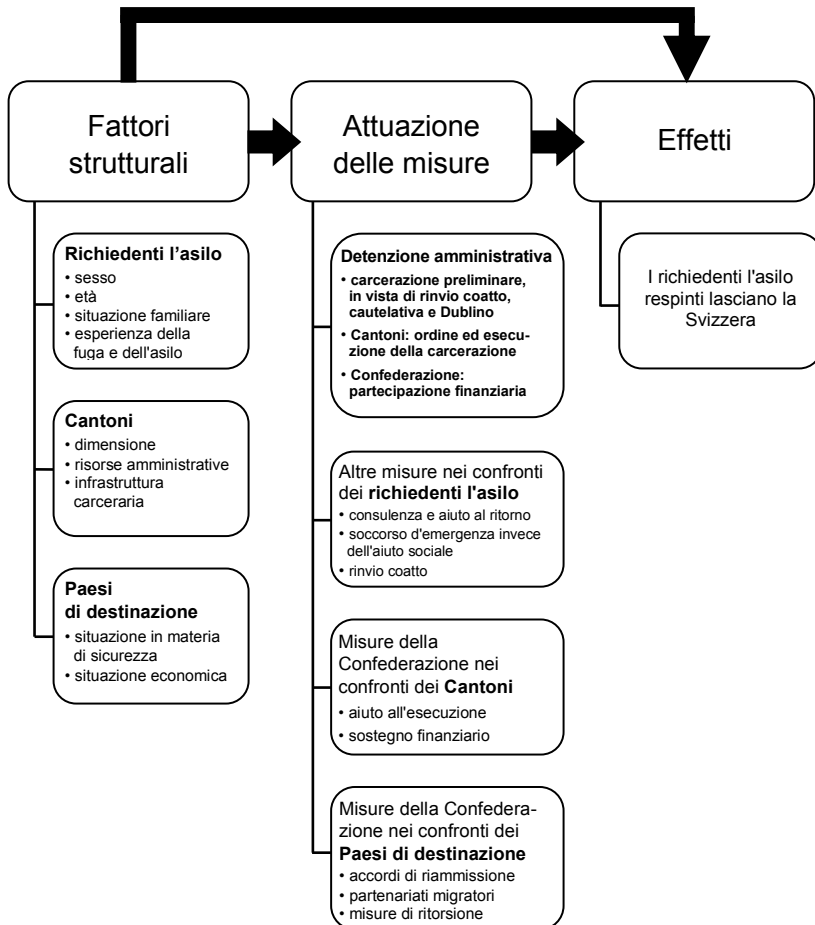 Fattori
strutturali
Attuazione
delle misure
Effetti
Richiedenti l'asilo
• sesso
• età
• situazione familiare
• esperienza della
fuga e dell'asilo
Cantoni
• dimensione
• risorse amministrative
• infrastruttura
carceraria
Paesi
di destinazione
• situazione in materia
di sicurezza
• situazione economica
Detenzione amministrativa
• carcerazione preliminare,
in vista di rinvio coatto,
cautelativa e Dublino
• Cantoni: ordine ed esecu-
zione della carcerazione
• Confederazione:
partecipazione finanziaria
Altre misure nei confronti
dei richiedenti l'asilo
• consulenza e aiuto al ritorno
• soccorso d'emergenza invece
dell'aiuto sociale
• rinvio coatto
Misure della
Confederazione nei
confronti dei Cantoni
• aiuto all'esecuzione
• sostegno finanziario
Misure della Confedera-
zione nei confronti dei
Paesi di destinazione
• accordi di riammissione
• partenariati migratori
• misure di ritorsione
I richiedenti l'asilo
respinti lasciano la
Svizzera